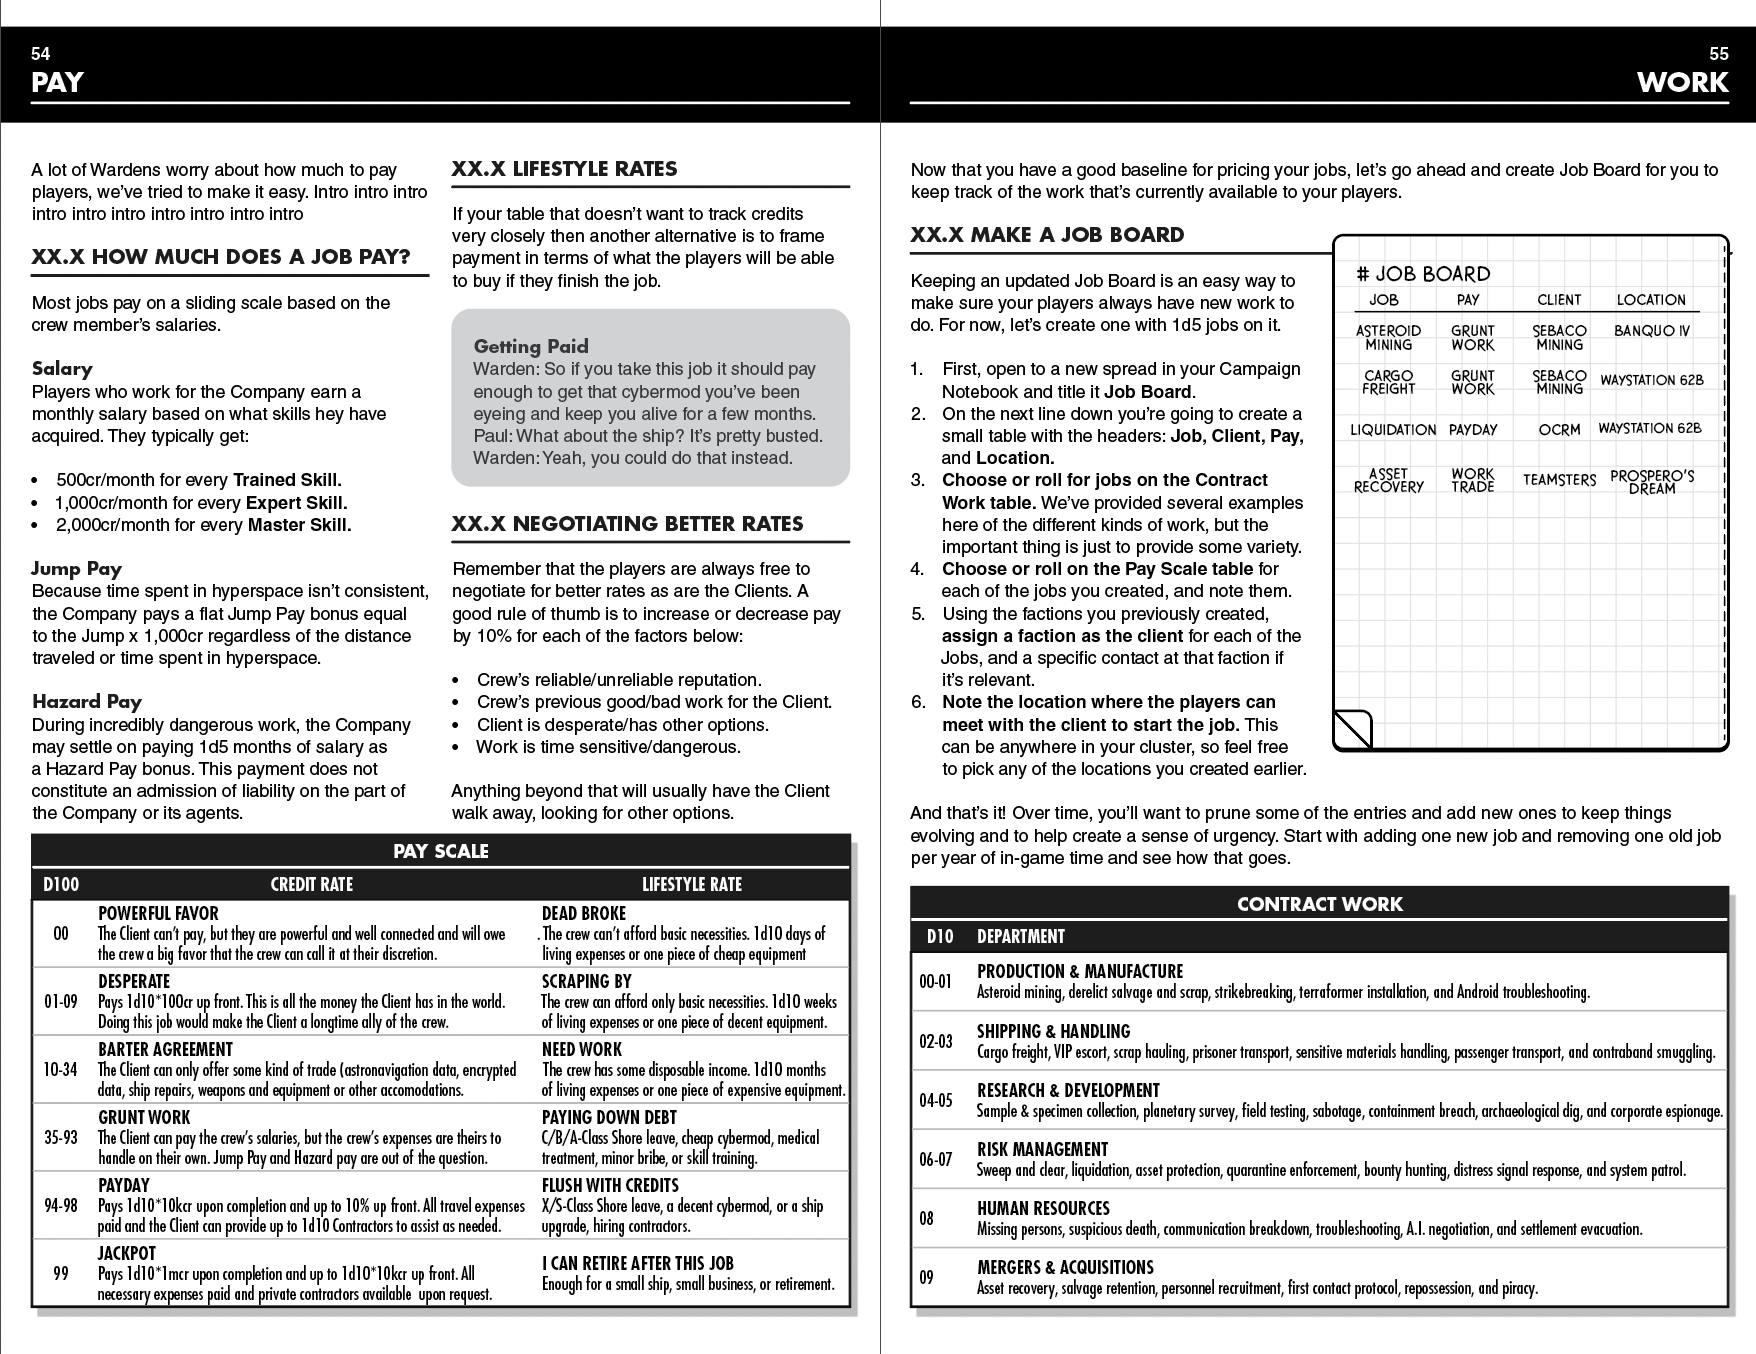 54
PAY
A lot of Wardens worry about how much to pay
players, we’ve tried to make it easy. Intro intro intro
intro intro intro intro intro intro intro
XX.X HOW MUCH DOES A JOB PAY?
Most jobs pay on a sliding scale based on the
crew member’s salaries.
Salary
Players who work for the Company earn a
monthly salary based on what skills hey have
acquired. They typically get:
• 500cr/month for every Trained Skill.
• 1,000cr/month for every Expert Skill.
• 2,000cr/month for every Master Skill.
Jump Pay
Because time spent in hyperspace isn’t consistent,
the Company pays a flat Jump Pay bonus equal
to the Jump x 1,000cr regardless of the distance
traveled or time spent in hyperspace.
Hazard Pay
During incredibly dangerous work, the Company
may settle on paying 1d5 months of salary as
a Hazard Pay bonus. This payment does not
constitute an admission of liability on the part of
the Company or its agents.
XX.X LIFESTYLE RATES
If your table that doesn’t want to track credits
very closely then another alternative is to frame
payment in terms of what the players will be able
to buy if they finish the job.
Getting Paid
Warden: So if you take this job it should pay
enough to get that cybermod you’ve been
eyeing and keep you alive for a few months.
Paul: What about the ship? It’s pretty busted.
Warden: Yeah, you could do that instead.
XX.X NEGOTIATING BETTER RATES
Remember that the players are always free to
negotiate for better rates as are the Clients. A
good rule of thumb is to increase or decrease pay
by 10% for each of the factors below:
• Crew’s reliable/unreliable reputation.
• Crew’s previous good/bad work for the Client.
• Client is desperate/has other options.
• Work is time sensitive/dangerous.
Anything beyond that will usually have the Client
walk away, looking for other options.
PAY SCALE
D100 CREDIT RATE LIFESTYLE RATE
POWERFUL FAVOR DEAD BROKE
00 The Client can’t pay, but they are powerful and well connected and will owe . The crew can’t afford basic necessities. 1d10 days of
the crew a big favor that the crew can call it at their discretion. living expenses or one piece of cheap equipment
DESPERATE SCRAPING BY
01-09 Pays 1d10*100cr up front. This is all the money the Client has in the world. The crew can afford only basic necessities. 1d10 weeks
Doing this job would make the Client a longtime ally of the crew. of living expenses or one piece of decent equipment.
BARTER AGREEMENT NEED WORK
10-34 The Client can only offer some kind of trade (astronavigation data, encrypted The crew has some disposable income. 1d10 months
data, ship repairs, weapons and equipment or other accomodations. of living expenses or one piece of expensive equipment.
GRUNT WORK PAYING DOWN DEBT
35-93 The Client can pay the crew’s salaries, but the crew’s expenses are theirs to C/B/A-Class Shore leave, cheap cybermod, medical
handle on their own. Jump Pay and Hazard pay are out of the question. treatment, minor bribe, or skill training.
PAYDAY FLUSH WITH CREDITS
94-98 Pays 1d10*10kcr upon completion and up to 10% up front. All travel expenses X/S-Class Shore leave, a decent cybermod, or a ship
paid and the Client can provide up to 1d10 Contractors to assist as needed. upgrade, hiring contractors.
JACKPOT I CAN RETIRE AFTER THIS JOB
99 Pays 1d10*1mcr upon completion and up to 1d10*10kcr up front. All Enough for a small ship, small business, or retirement.
necessary expenses paid and private contractors available upon request.
55
WORK
Now that you have a good baseline for pricing your jobs, let’s go ahead and create Job Board for you to
keep track of the work that’s currently available to your players.
XX.X MAKE A JOB BOARD
Keeping an updated Job Board is an easy way to
make sure your players always have new work to
do. For now, let’s create one with 1d5 jobs on it.
1. First, open to a new spread in your Campaign
Notebook and title it Job Board.
2. On the next line down you’re going to create a
small table with the headers: Job, Client, Pay,
and Location.
3. Choose or roll for jobs on the Contract
Work table. We’ve provided several examples
here of the different kinds of work, but the
important thing is just to provide some variety.
4. Choose or roll on the Pay Scale table for
each of the jobs you created, and note them.
5. Using the factions you previously created,
assign a faction as the client for each of the
Jobs, and a specific contact at that faction if
it’s relevant.
6. Note the location where the players can
meet with the client to start the job. This
can be anywhere in your cluster, so feel free
to pick any of the locations you created earlier.
# JOB BOARD
JOB PAY CLIENT LOCATION
ASTEROID GRUNT SEBACO BANQUO IV
MINING WORK MINING
CARGO GRUNT SEBACO WAYSTATION 62B
FREIGHT WORK MINING
LIQUIDATION PAYDAY OCRM WAYSTATION 62B
ASSET WORK TEAMSTERS PROSPERO’S
RECOVERY TRADE DREAM
And that’s it! Over time, you’ll want to prune some of the entries and add new ones to keep things
evolving and to help create a sense of urgency. Start with adding one new job and removing one old job
per year of in-game time and see how that goes.
CONTRACT WORK
D10 DEPARTMENT
00-01 PRODUCTION & MANUFACTURE
Asteroid mining, derelict salvage and scrap, strikebreaking, terraformer installation, and Android troubleshooting.
02-03 SHIPPING & HANDLING
Cargo freight, VIP escort, scrap hauling, prisoner transport, sensitive materials handling, passenger transport, and contraband smuggling.
04-05 RESEARCH & DEVELOPMENT
Sample & specimen collection, planetary survey, field testing, sabotage, containment breach, archaeological dig, and corporate espionage.
06-07 RISK MANAGEMENT
Sweep and clear, liquidation, asset protection, quarantine enforcement, bounty hunting, distress signal response, and system patrol.
08 HUMAN RESOURCES
Missing persons, suspicious death, communication breakdown, troubleshooting, A.I. negotiation, and settlement evacuation.
09 MERGERS & ACQUISITIONS
Asset recovery, salvage retention, personnel recruitment, first contact protocol, repossession, and piracy.